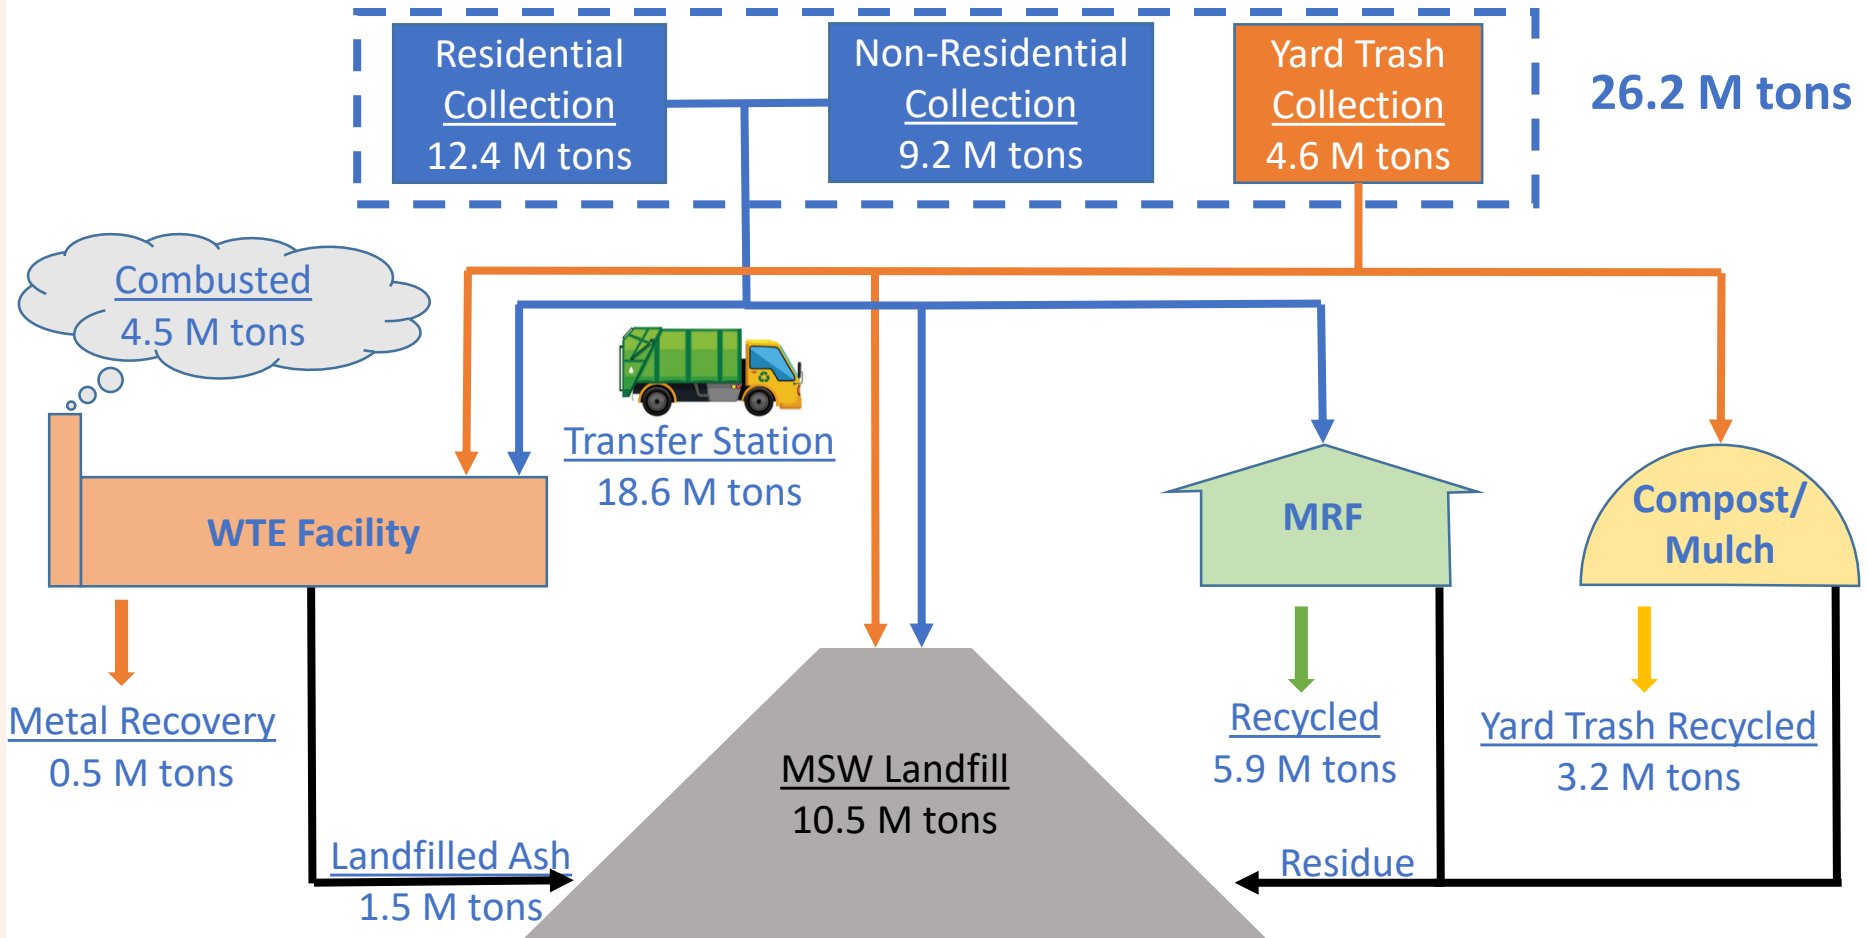 Residential
Collection
12.4 M tons
Non-Residential
Collection
9.2 M tons
Yard Trash
Collection
4.6 M tons
26.2 M tons
Combusted
4.5 M tons
Transfer Station
18.6 M tons
WTE Facility
MRF
Compost/
Mulch
Metal Recovery
0.5 M tons
MSW Landfill
10.5 M tons
Recycled
5.9 M tons
Yard Trash Recycled
3.2 M tons
Landfilled Ash
1.5 M tons
Residue